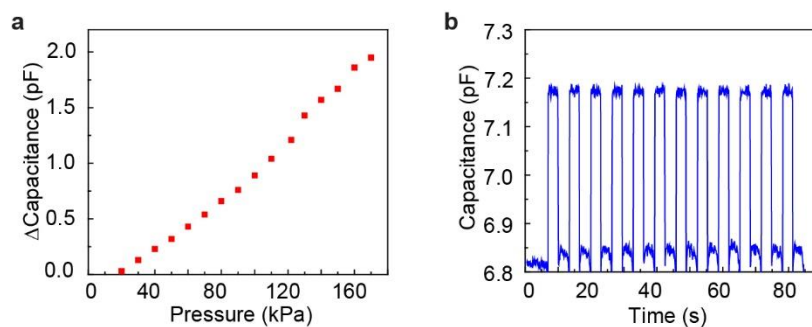 a
2.0
1.5
1.0
0.5
0.0
ΔCapacitance (pF)
0 40 80 120 160
Pressure (kPa)
b
7.3
7.2
7.1
7.0
6.9
6.8
Capacitance (pF)
0 20 40 60 80
Time (s)